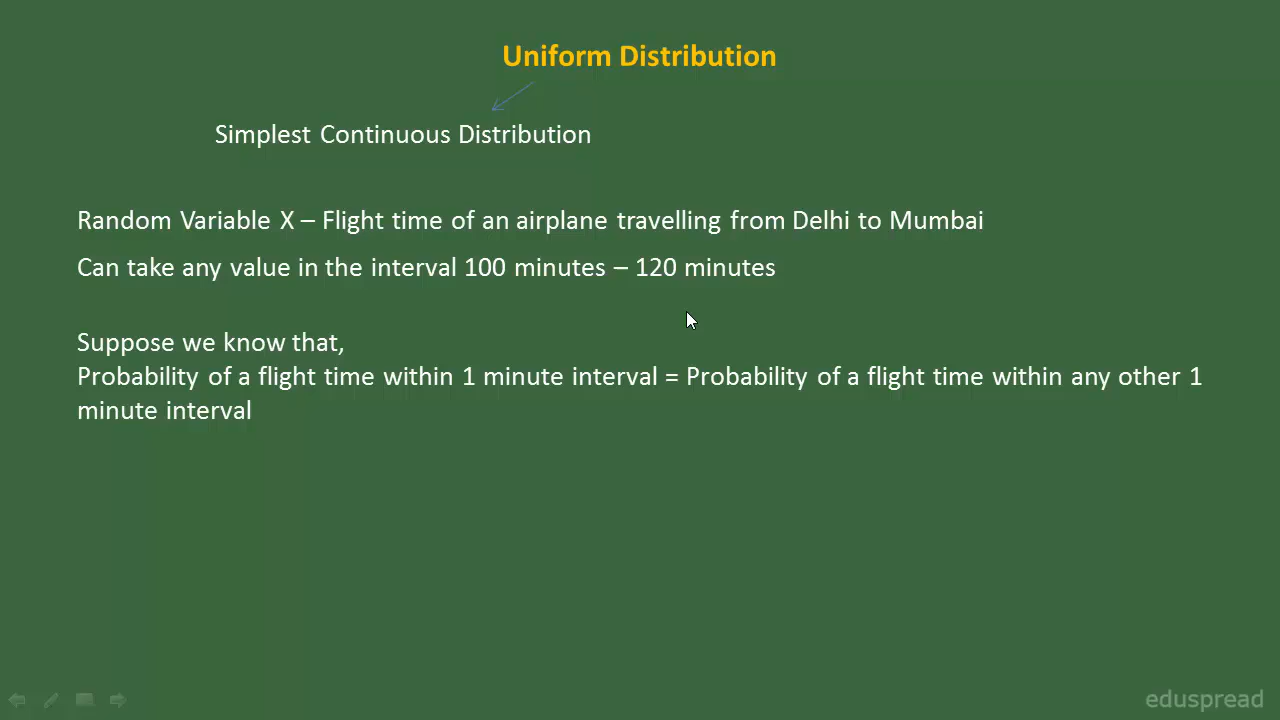 Uniform Distribution
Simplest Continuous Distribution
Random Variable X – Flight time of an airplane travelling from Delhi to Mumbai
Can take any value in the interval 100 minutes – 120 minutes
Suppose we know that,
Probability of a flight time within 1 minute interval = Probability of a flight time within any other 1
minute interval
eduspread